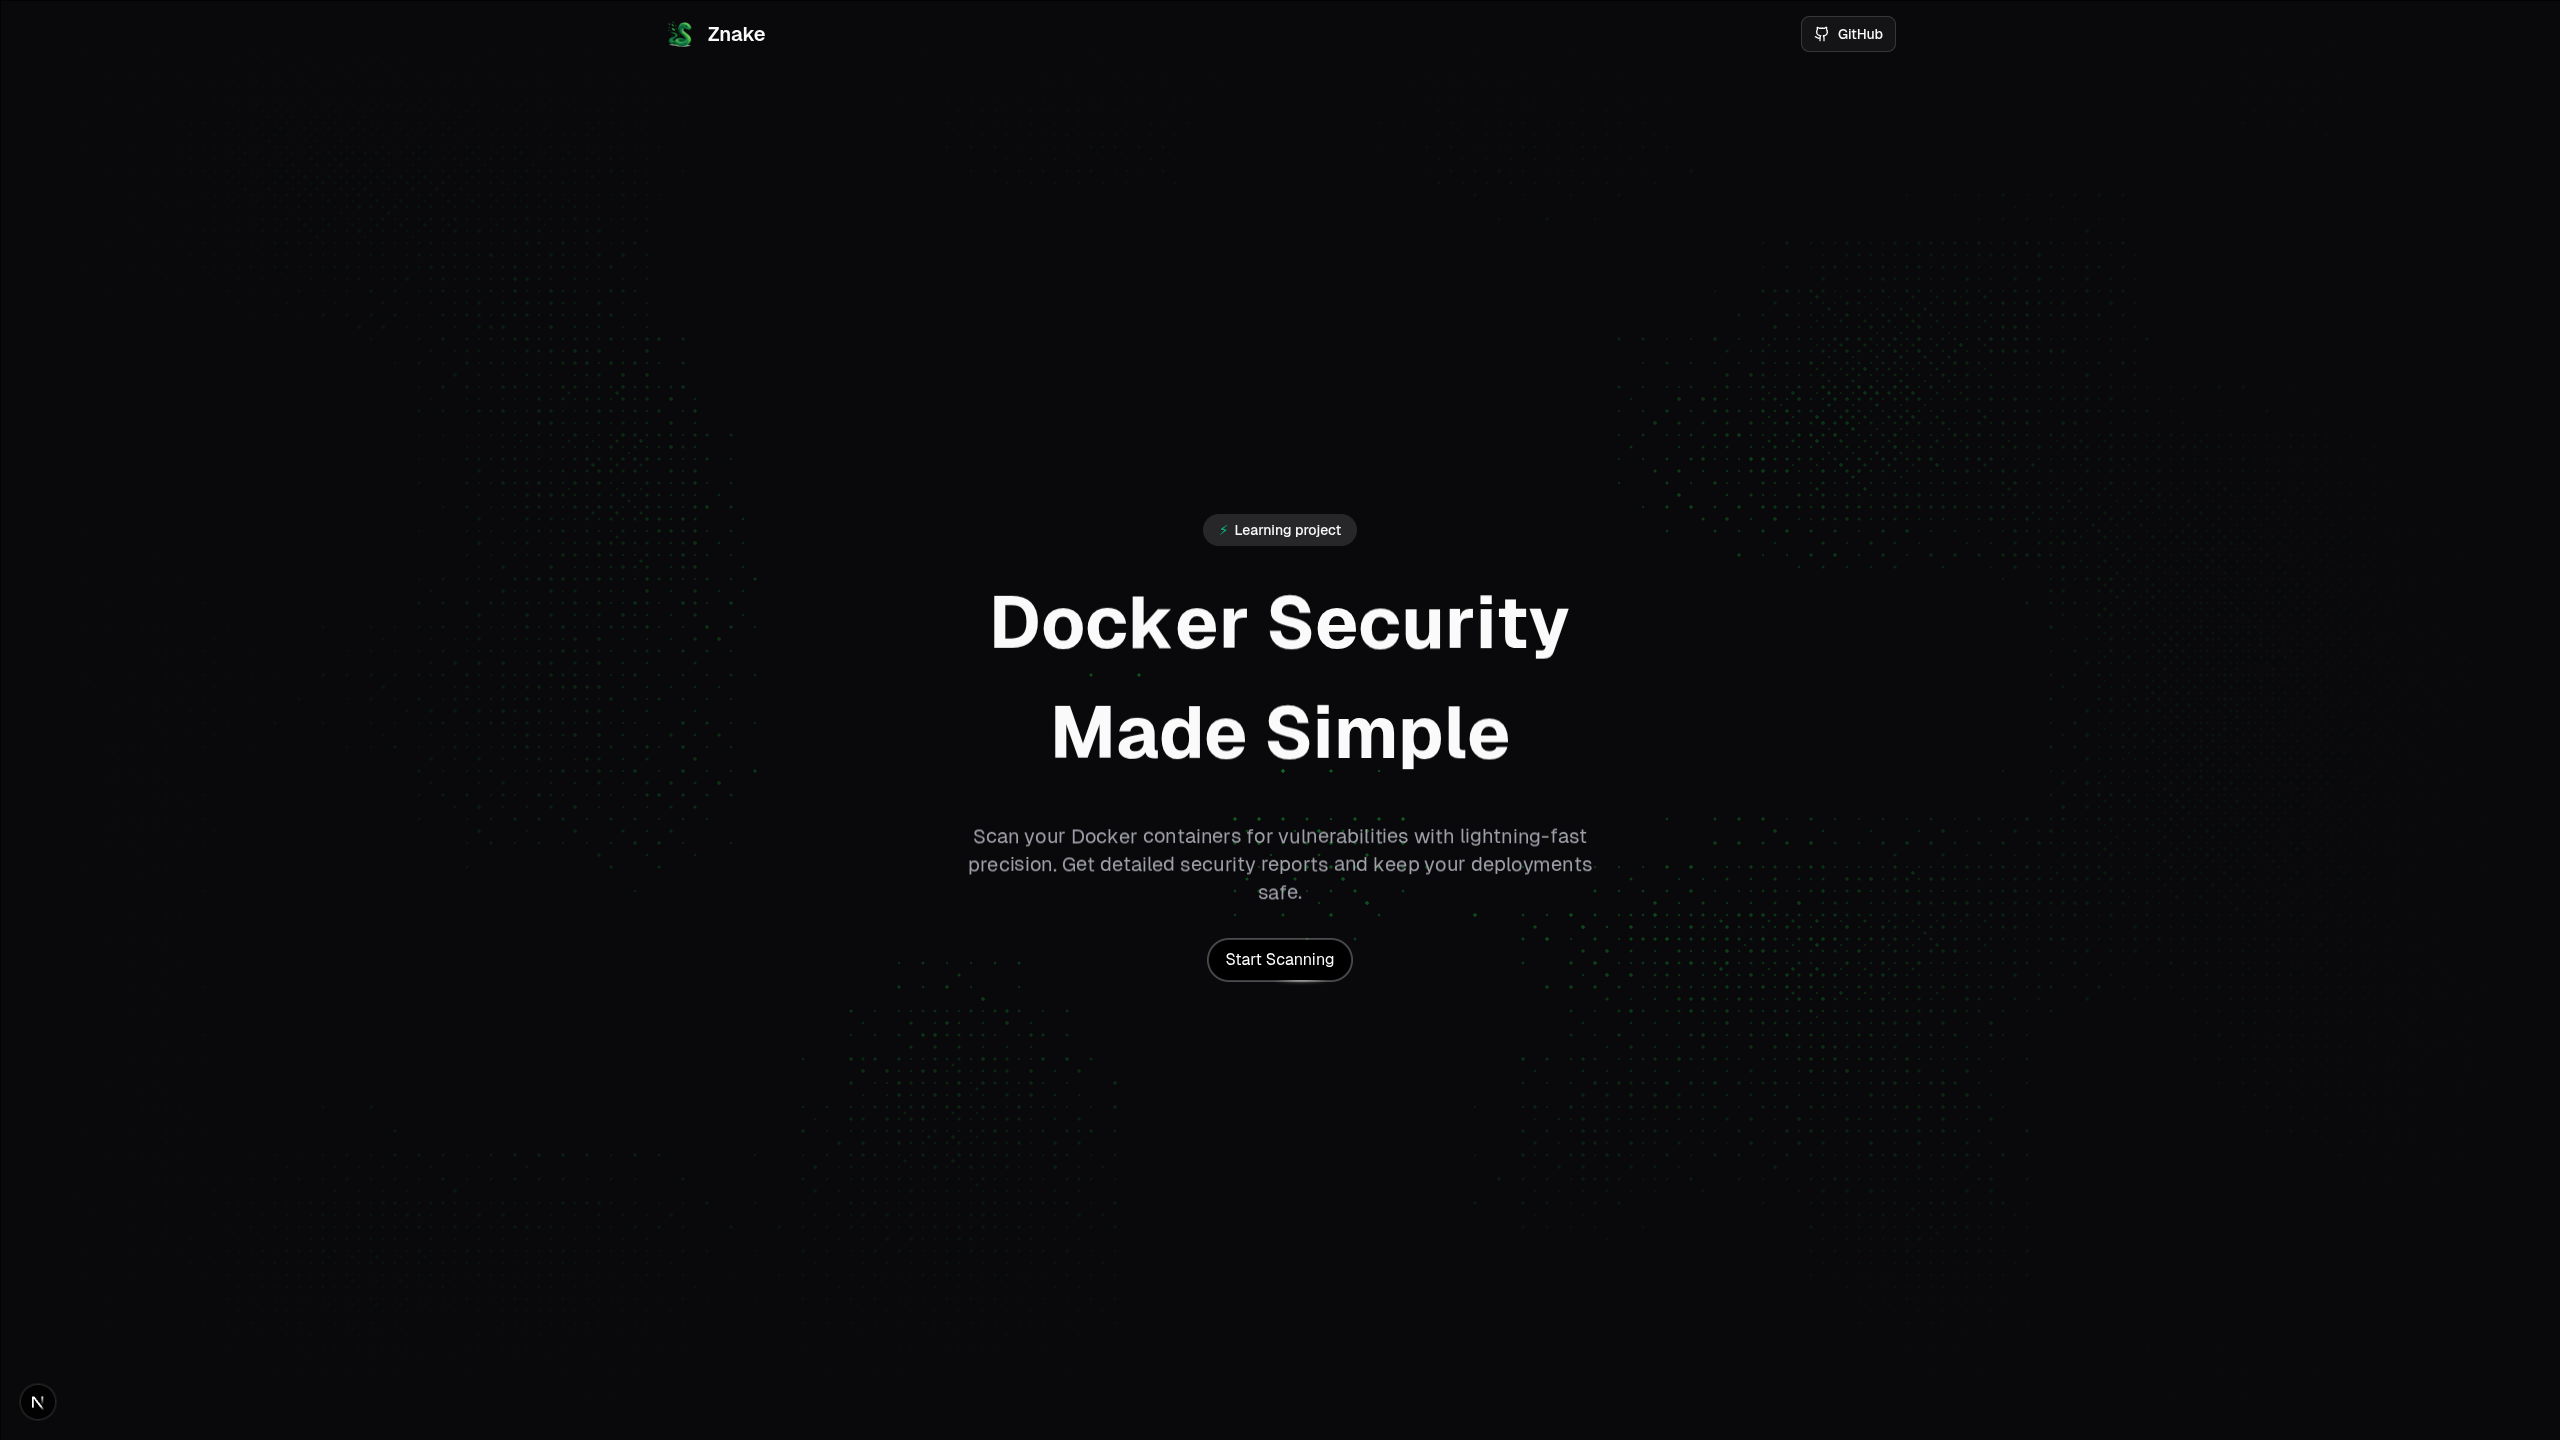 Znake
GitHub
⚡ Learning project
Docker Security
Made Simple
Scan your Docker containers for vulnerabilities with lightning-fast
precision. Get detailed security reports and keep your deployments
safe.
Start Scanning
N